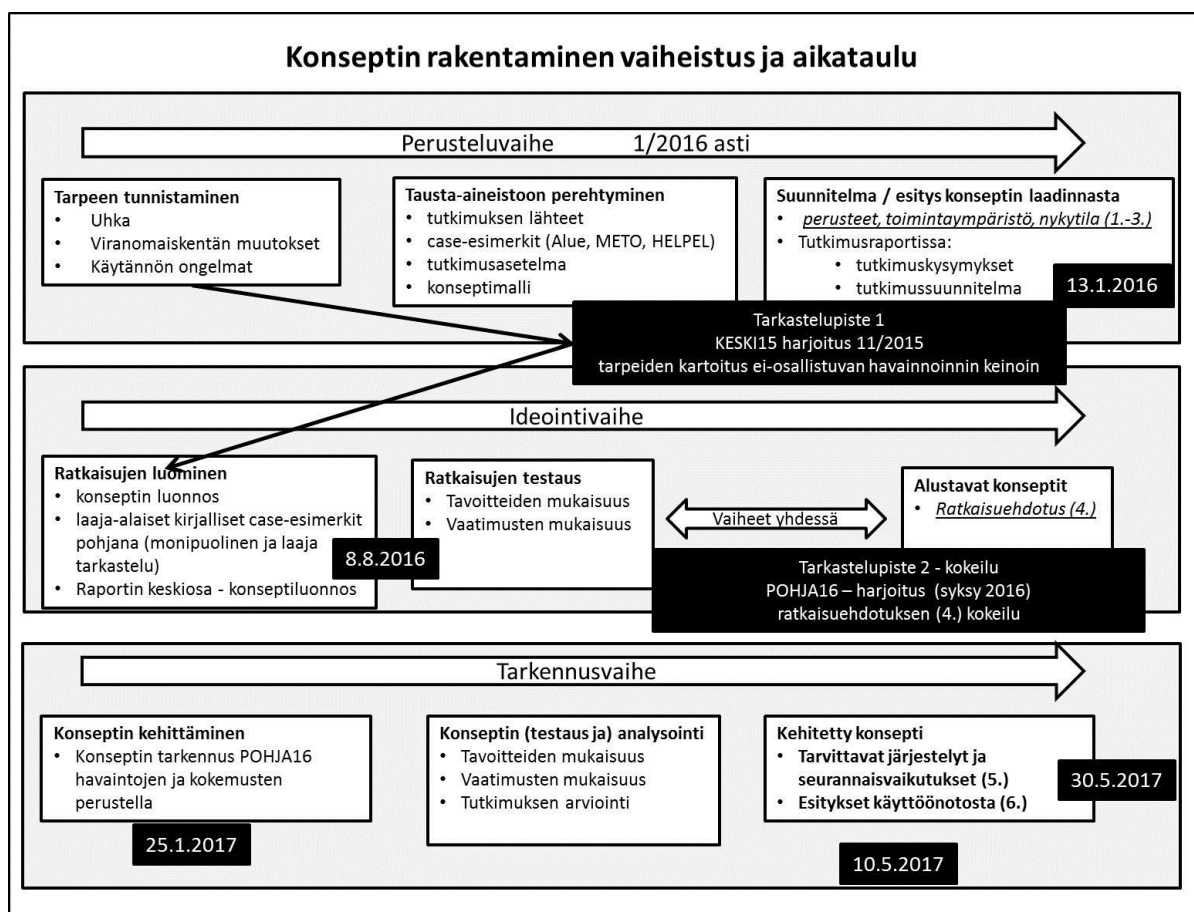 Konseptin rakentaminen vaiheistus ja aikataulu
Perusteluvaihe 1/2016 asti
Tarpeen tunnistaminen
• Uhka
• Viranomaiskentän muutokset
• Käytännön ongelmat
Tausta-aineistoon perehtyminen
• tutkimuksen lähteet
• case-esimerkit (Alue, METO, HELPEL)
• tutkimusasetelma
• konseptimalli
Suunnitelma / esitys konseptin laadinnasta
• perusteet, toimintaympäristö, nykytila (1.-3.)
• Tutkimusraportissa:
• tutkimuskysymykset
• tutkimussuunnitelma
13.1.2016
Tarkastelupiste 1
KESKI15 harjoitus 11/2015
tarpeiden kartoitus ei-osallistuvan havainnoinnin keinoin
Ideointivaihe
Ratkaisujen luominen
• konseptin luonnos
• laaja-alaiset kirjalliset case-esimerkit
pohjana (monipuolinen ja laaja
tarkastelu)
• Raportin keskiosa - konseptiluonnos
8.8.2016
Ratkaisujen testaus
• Tavoitteiden mukaisuus
• Vaatimusten mukaisuus
Vaiheet yhdessä
Alustavat konseptit
• Ratkaisuehdotus (4.)
Tarkastelupiste 2 - kokeilu
POHJA16 – harjoitus (syksy 2016)
ratkaisuehdotuksen (4.) kokeilu
Tarkennusvaihe
Konseptin kehittäminen
• Konseptin tarkennus POHJA16
havaintojen ja kokemusten
perustella
25.1.2017
Konseptin (testaus ja) analysointi
• Tavoitteiden mukaisuus
• Vaatimusten mukaisuus
• Tutkimuksen arviointi
Kehitetty konsepti
• Tarvittavat järjestelyt ja
seurannaisvaikutukset (5.)
• Esitykset käyttöönotosta (6.)
30.5.2017
10.5.2017